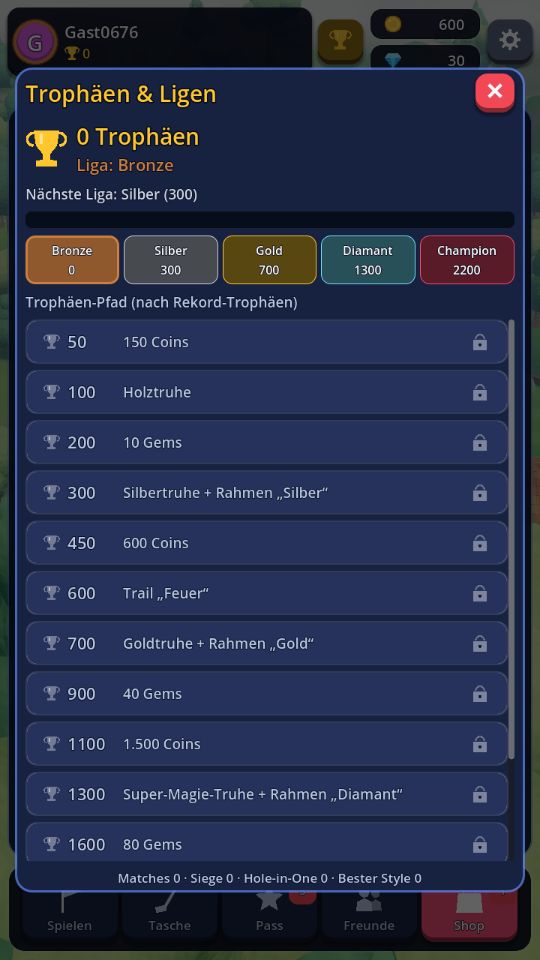 G
Gast0676
0
600
30
Trophäen & Ligen
0 Trophäen
Liga: Bronze
Nächste Liga: Silber (300)
Bronze
0
Silber
300
Gold
700
Diamant
1300
Champion
2200
Trophäen-Pfad (nach Rekord-Trophäen)
50 150 Coins
100 Holztruhe
200 10 Gems
300 Silbertruhe + Rahmen „Silber“
450 600 Coins
600 Trail „Feuer“
700 Goldtruhe + Rahmen „Gold“
900 40 Gems
1100 1.500 Coins
1300 Super-Magie-Truhe + Rahmen „Diamant“
1600 80 Gems
Matches 0 · Siege 0 · Hole-in-One 0 · Bester Style 0
Spielen
Tasche
Pass
Freunde
Shop